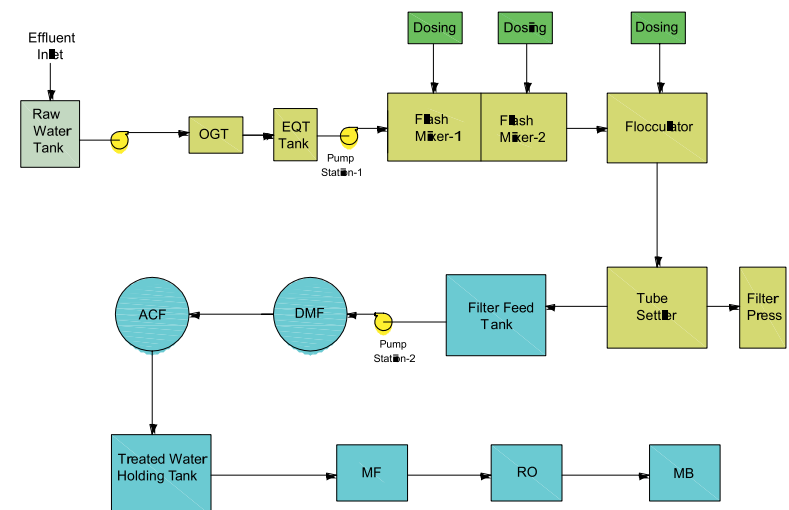 Dosing
Dosing
Dosing
Effluent
Inlet
Raw
Water
Tank
OGT
EQT
Tank
Pump
Station-1
Flash
Mixer-1
Flash
Mixer-2
Flocculator
ACF
DMF
Pump
Station-2
Filter Feed
Tank
Tube
Settler
Filter
Press
Treated Water
Holding Tank
MF
RO
MB